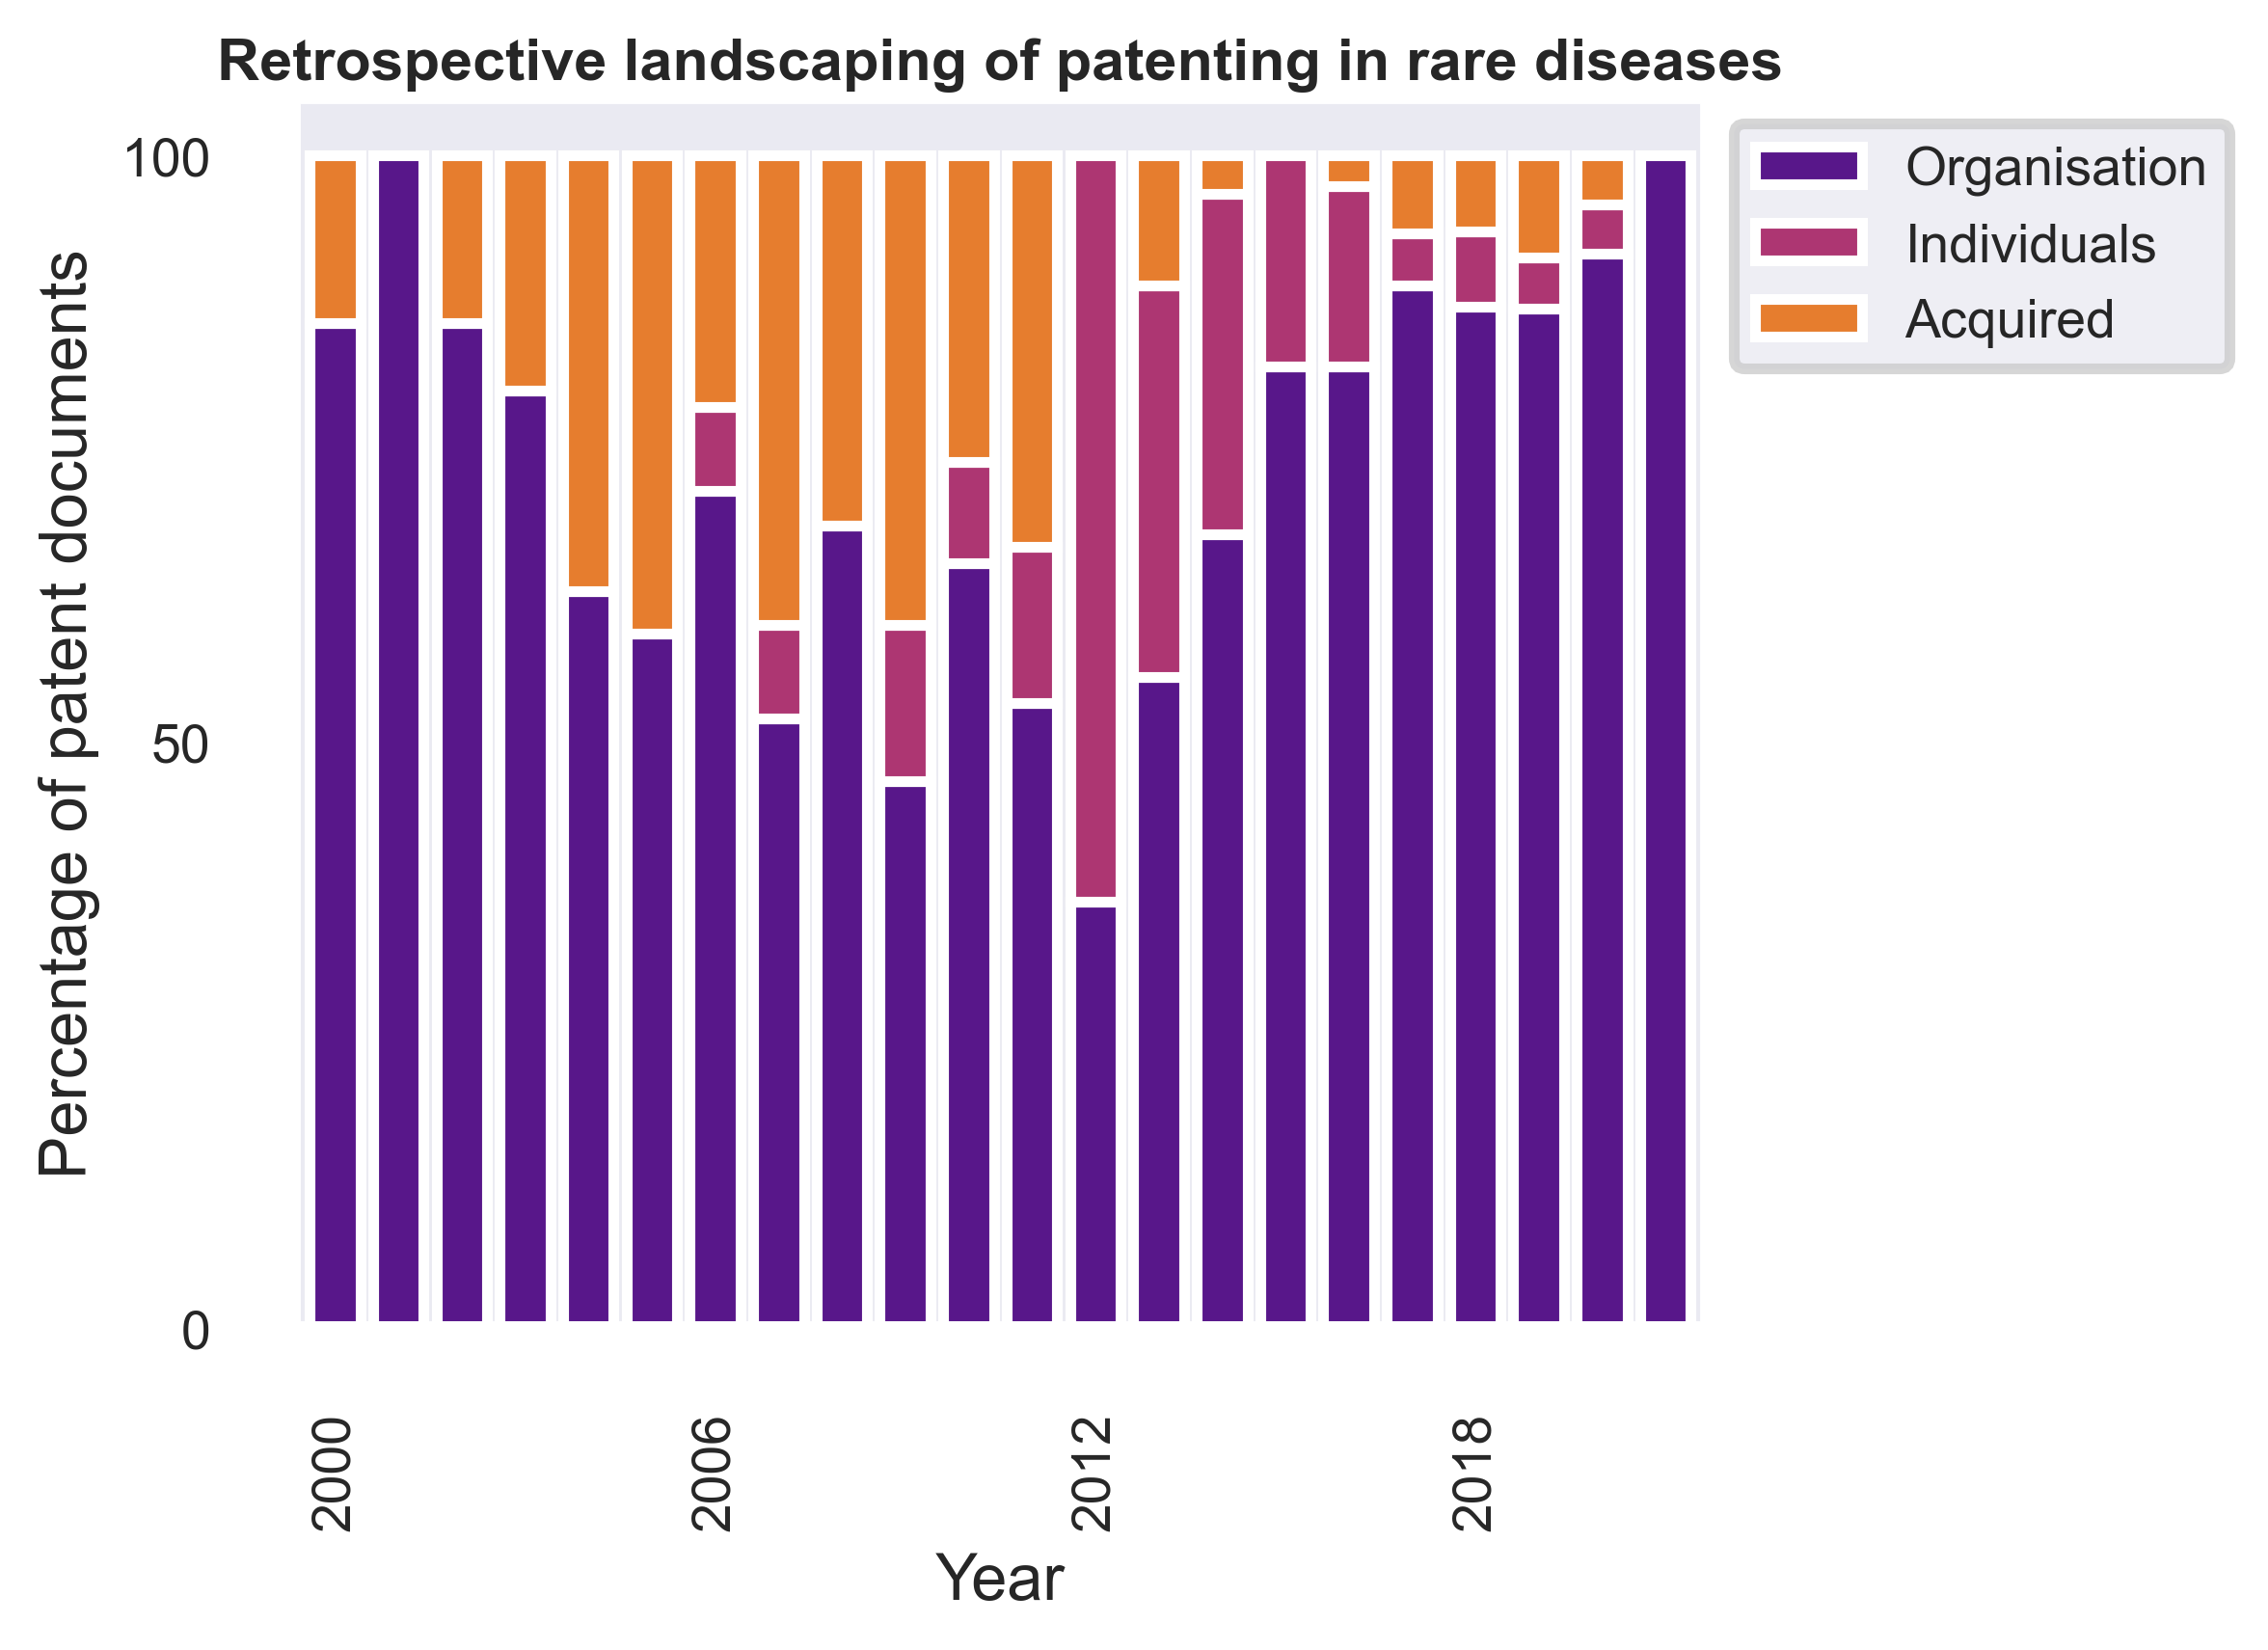 Retrospective landscaping of patenting in rare diseases
Percentage of patent documents
100
50
0
Organisation
Individuals
Acquired
2000
2006
2012
2018
Year